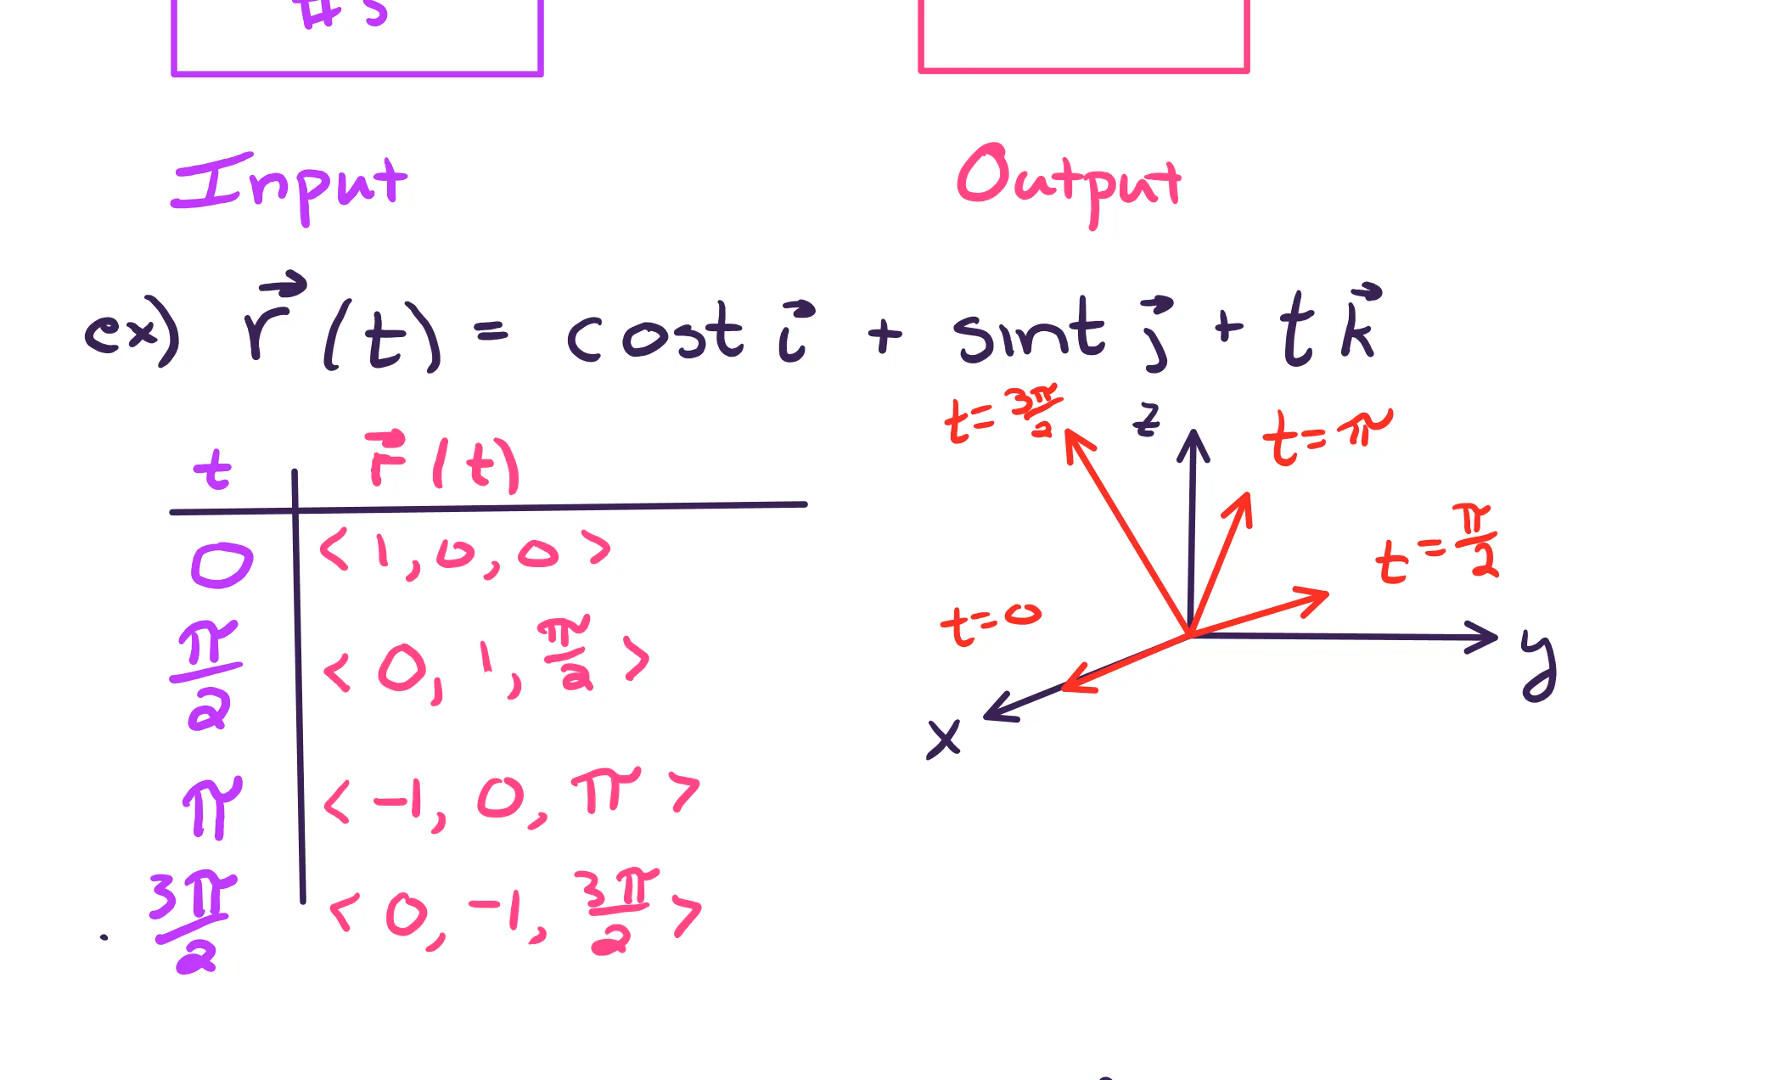 #s
Input Output
ex) r⃗(t) = cost i⃗ + sint j⃗ + t k⃗
t r⃗(t)
0 <1, 0, 0>
π/2 <0, 1, π/2>
π <-1, 0, π>
3π/2 <0, -1, 3π/2>
t = 3π/2
z
t = π
t = π/2
t=0
y
x